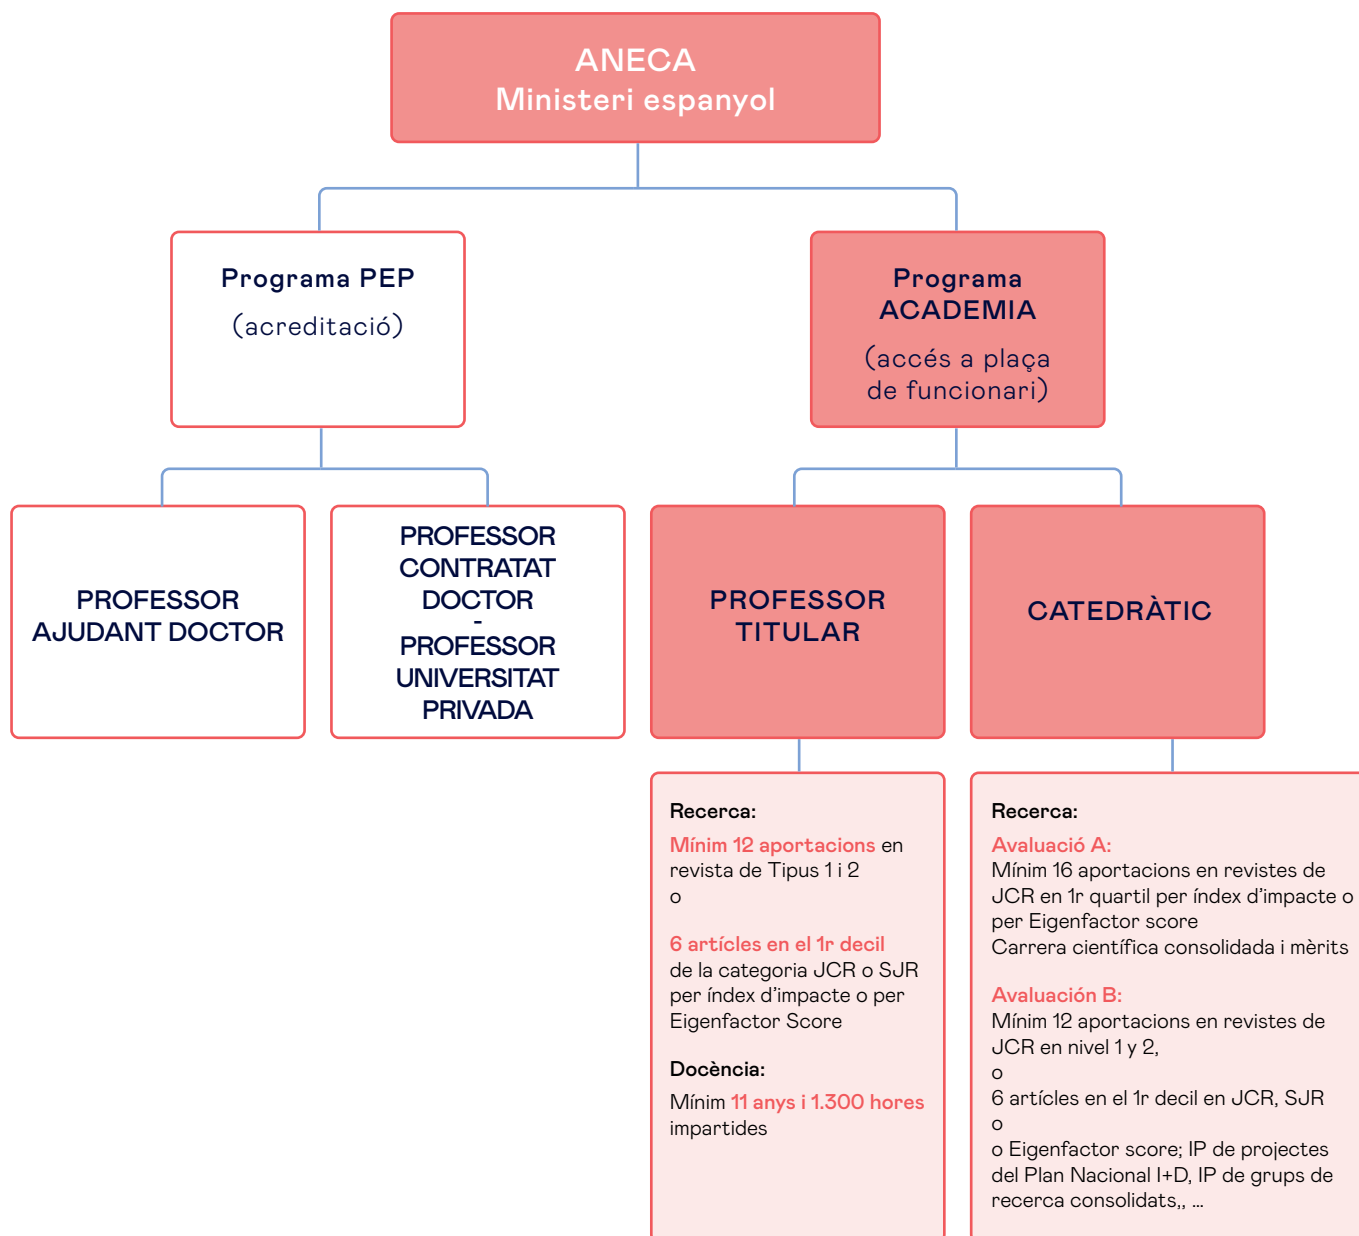 ANECA
Ministeri espanyol
Programa PEP
(acreditació)
Programa
ACADEMIA
(accés a plaça
de funcionari)
PROFESSOR
AJUDANT DOCTOR
PROFESSOR
CONTRATAT
DOCTOR
-
PROFESSOR
UNIVERSITAT
PRIVADA
PROFESSOR
TITULAR
CATEDRÀTIC
Recerca:
Mínim 12 aportacions en
revista de Tipus 1 i 2
o
6 artícles en el 1r decil
de la categoria JCR o SJR
per índex d'impacte o per
Eigenfactor Score
Docència:
Mínim 11 anys i 1.300 hores
impartides
Recerca:
Avaluació A:
Mínim 16 aportacions en revistes de
JCR en 1r quartil per índex d'impacte o
per Eigenfactor score
Carrera científica consolidada i mèrits
Avaluación B:
Mínim 12 aportacions en revistes de
JCR en nivel 1 y 2,
o
6 artícles en el 1r decil en JCR, SJR
o
o Eigenfactor score; IP de projectes
del Plan Nacional I+D, IP de grups de
recerca consolidats,, ...